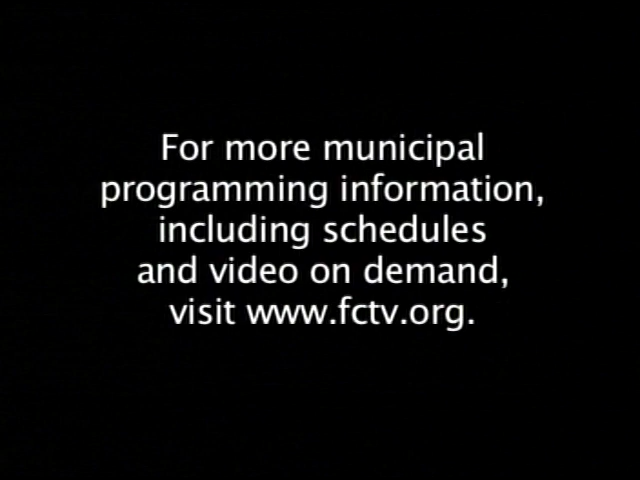 For more municipal
programming information,
including schedules
and video on demand,
visit www.fctv.org.